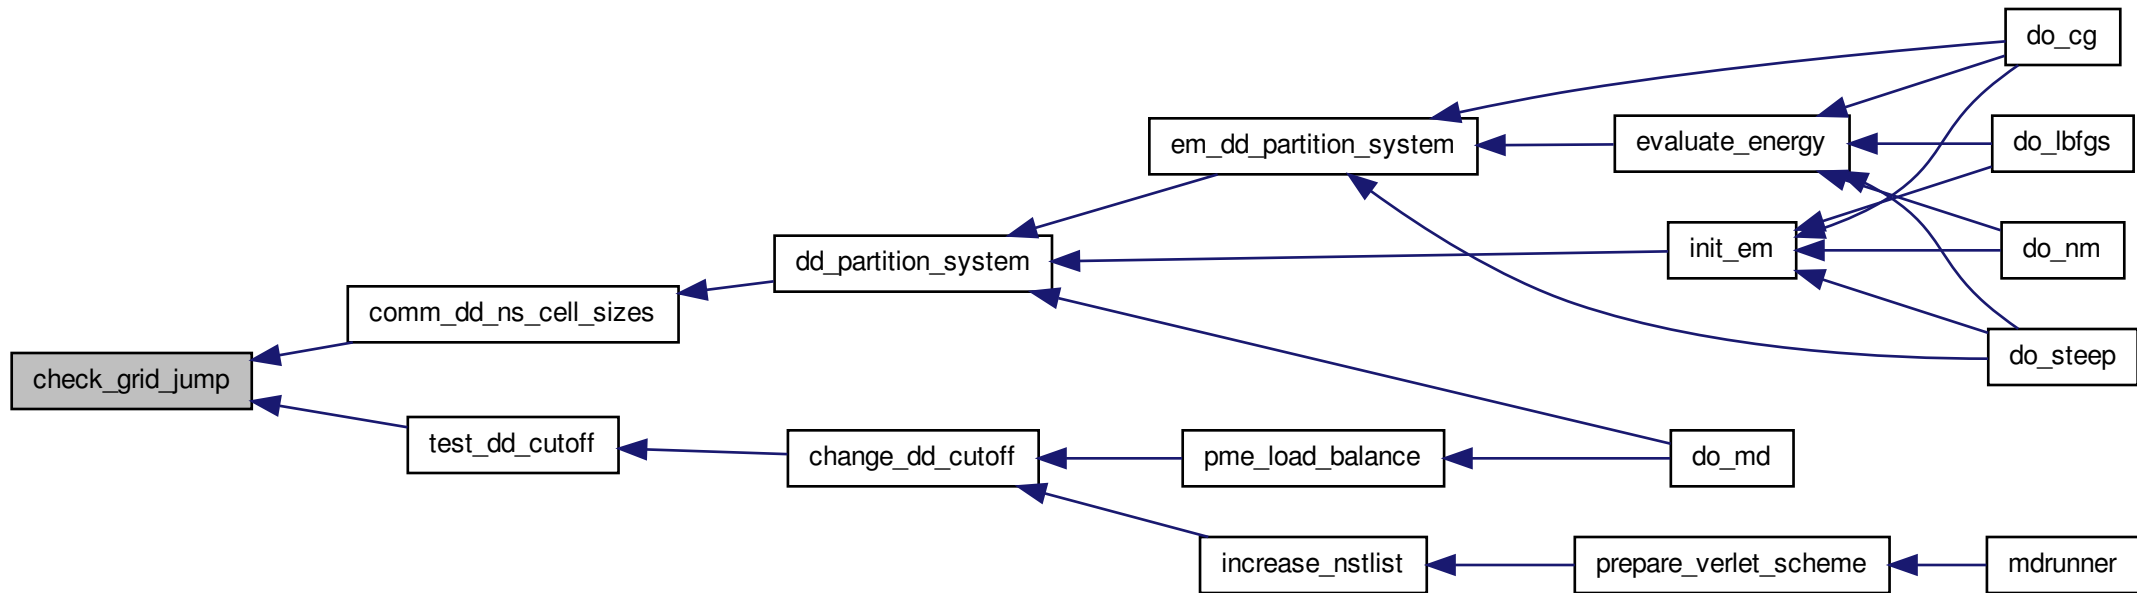 do_cg
em_dd_partition_system
evaluate_energy
do_lbfgs
dd_partition_system
init_em
do_nm
comm_dd_ns_cell_sizes
do_steep
check_grid_jump
test_dd_cutoff
change_dd_cutoff
pme_load_balance
do_md
increase_nstlist
prepare_verlet_scheme
mdrunner